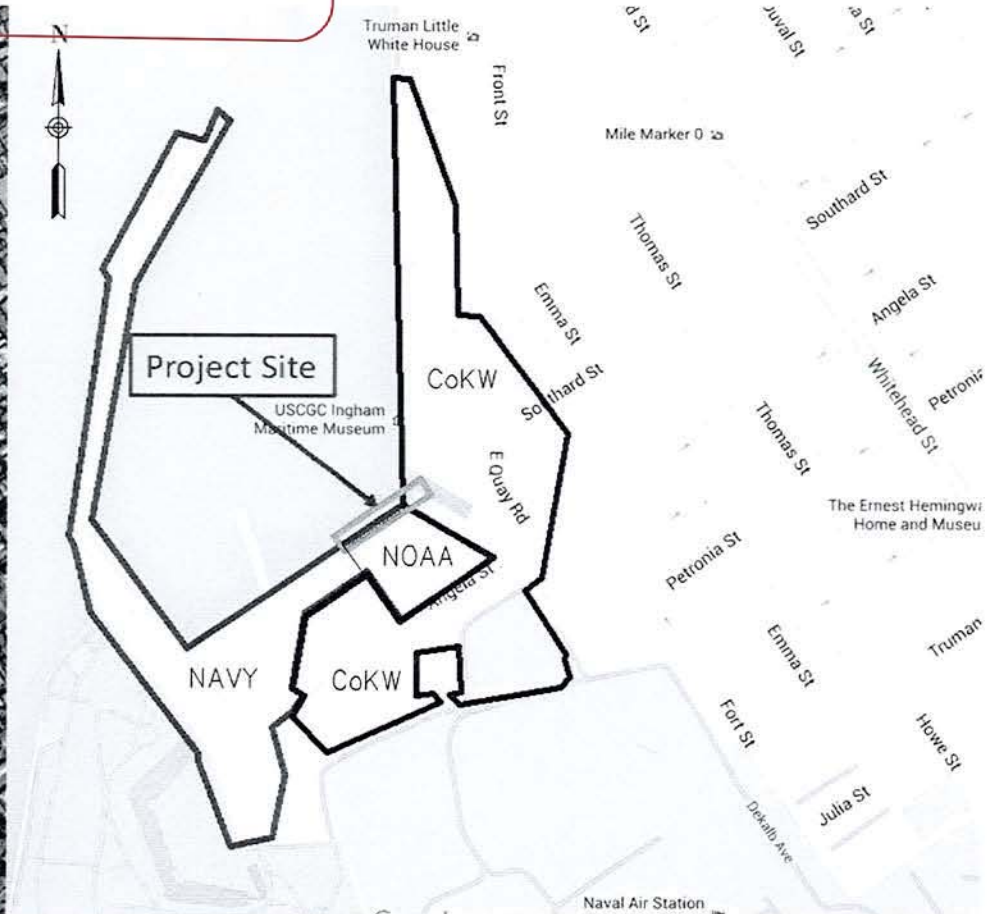 N
Truman Little
White House
Front St
Mile Marker 0
Southard St
Thomas St
Angela St
Emma St
Project Site
CoKW
Southard St
Whitehead St
USCGC Ingham
Maritime Museum
Thomas St
E Quay Rd
The Ernest
Home and
NOAA
Petronia St
Angela St
NAVY
CoKW
Emma St
Truman
Fort St
Howe St
Julia St
Dekalb Ave
Naval Air Station